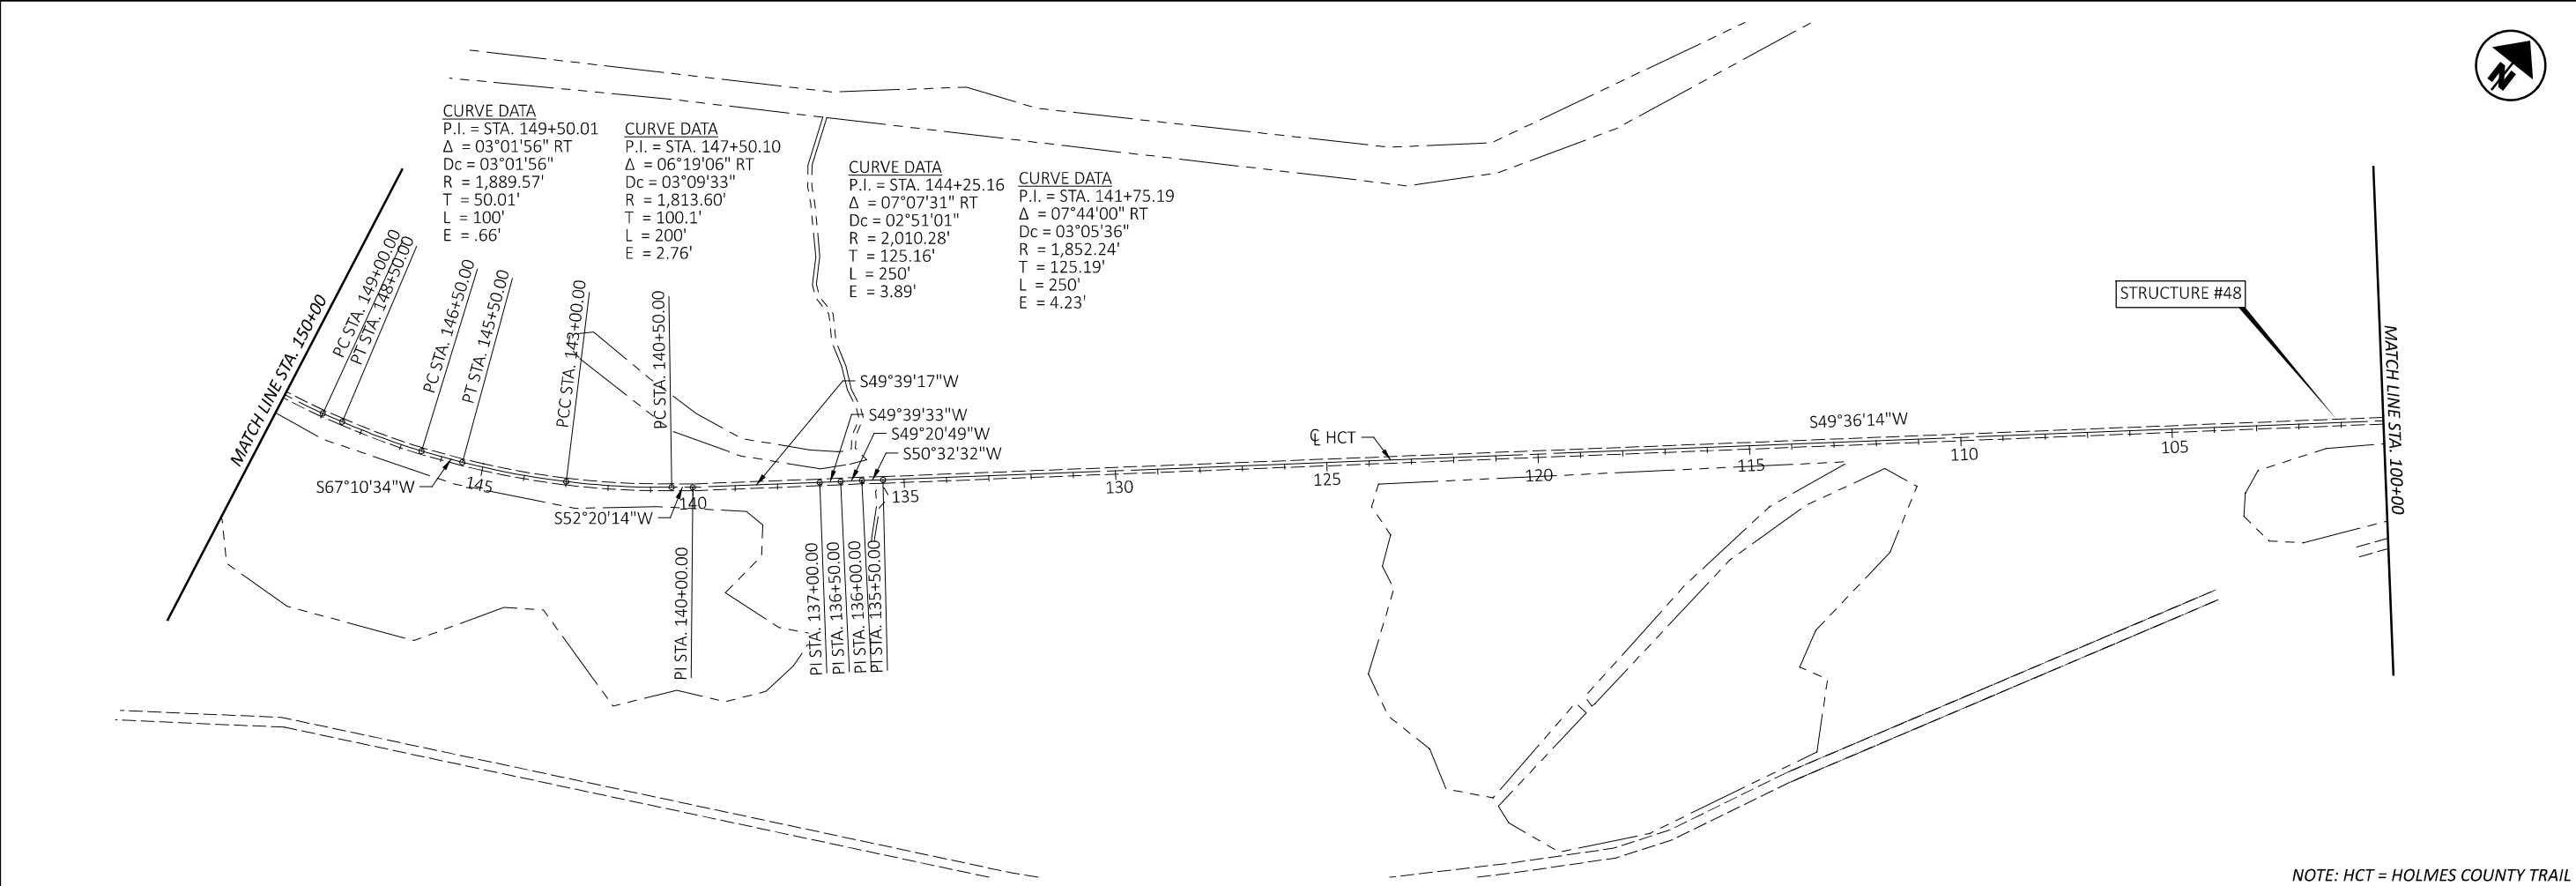 N
CURVE DATA
P.I. = STA. 149+50.01
Δ = 03°01'56" RT
Dc = 03°01'56"
R = 1,889.57'
T = 50.01'
L = 100'
E = .66'
CURVE DATA
P.I. = STA. 147+50.10
Δ = 06°19'06" RT
Dc = 03°09'33"
R = 1,813.60'
T = 100.1'
L = 200'
E = 2.76'
CURVE DATA
P.I. = STA. 144+25.16
Δ = 07°07'31" RT
Dc = 02°51'01"
R = 2,010.28'
T = 125.16'
L = 250'
E = 3.89'
CURVE DATA
P.I. = STA. 141+75.19
Δ = 07°44'00" RT
Dc = 03°05'36"
R = 1,852.24'
T = 125.19'
L = 250'
E = 4.23'
MATCH LINE STA. 150+00
PC STA. 149+00.00
PT STA. 148+50.00
PC STA. 146+50.00
PT STA. 145+50.00
PCC STA. 143+00.00
PC STA. 140+50.00
STRUCTURE #48
MATCH LINE STA. 100+00
S49°39'17"W
S49°39'33"W
S49°20'49"W
S50°32'32"W
℄ HCT
S49°36'14"W
S67°10'34"W
S52°20'14"W
145
140
135
130
125
120
115
110
105
PI STA. 140+00.00
PI STA. 137+00.00
PI STA. 136+50.00
PI STA. 136+00.00
PI STA. 135+50.00
NOTE: HCT = HOLMES COUNTY TRAIL